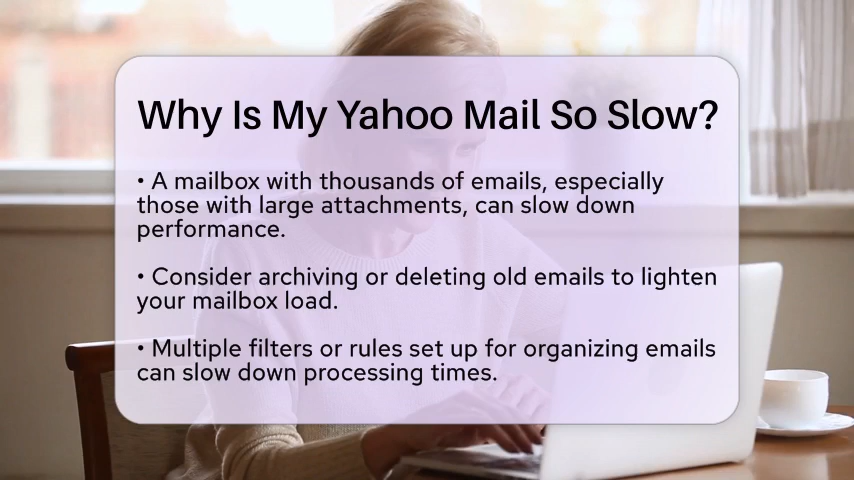 Why Is My Yahoo Mail So Slow?
• A mailbox with thousands of emails, especially
those with large attachments, can slow down
performance.
• Consider archiving or deleting old emails to lighten
your mailbox load.
• Multiple filters or rules set up for organizing emails
can slow down processing times.